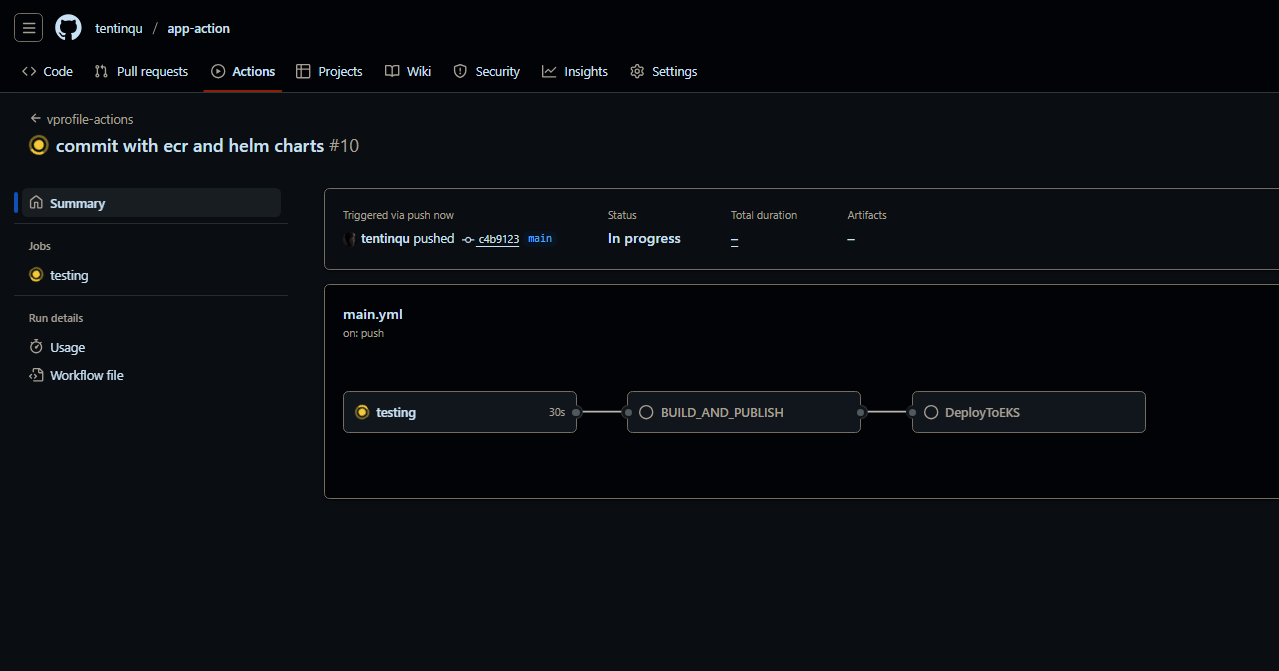 tentinqu / app-action
Code Pull requests Actions Projects Wiki Security Insights Settings
vprofile-actions
commit with ecr and helm charts #10
Summary
Jobs
testing
Run details
Usage
Workflow file
Triggered via push now
tentinqu pushed c4b9123 main
Status
In progress
Total duration
–
Artifacts
–
main.yml
on: push
testing 30s
BUILD_AND_PUBLISH
DeployToEKS